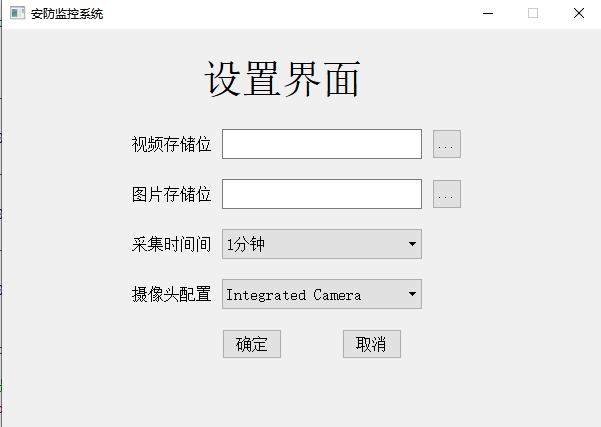 安防监控系统
设置界面
视频存储位 ...
图片存储位 ...
采集时间间 1分钟
摄像头配置 Integrated Camera
确定 取消